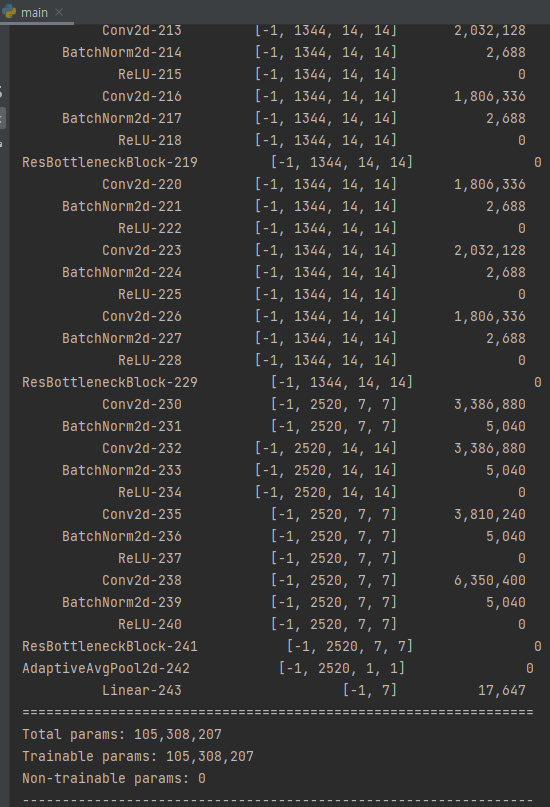 main
Conv2d-213 [-1, 1344, 14, 14] 2,032,128
BatchNorm2d-214 [-1, 1344, 14, 14] 2,688
ReLU-215 [-1, 1344, 14, 14] 0
Conv2d-216 [-1, 1344, 14, 14] 1,806,336
BatchNorm2d-217 [-1, 1344, 14, 14] 2,688
ReLU-218 [-1, 1344, 14, 14] 0
ResBottleneckBlock-219 [-1, 1344, 14, 14] 0
Conv2d-220 [-1, 1344, 14, 14] 1,806,336
BatchNorm2d-221 [-1, 1344, 14, 14] 2,688
ReLU-222 [-1, 1344, 14, 14] 0
Conv2d-223 [-1, 1344, 14, 14] 2,032,128
BatchNorm2d-224 [-1, 1344, 14, 14] 2,688
ReLU-225 [-1, 1344, 14, 14] 0
Conv2d-226 [-1, 1344, 14, 14] 1,806,336
BatchNorm2d-227 [-1, 1344, 14, 14] 2,688
ReLU-228 [-1, 1344, 14, 14] 0
ResBottleneckBlock-229 [-1, 1344, 14, 14] 0
Conv2d-230 [-1, 2520, 7, 7] 3,386,880
BatchNorm2d-231 [-1, 2520, 7, 7] 5,040
Conv2d-232 [-1, 2520, 14, 14] 3,386,880
BatchNorm2d-233 [-1, 2520, 14, 14] 5,040
ReLU-234 [-1, 2520, 14, 14] 0
Conv2d-235 [-1, 2520, 7, 7] 3,810,240
BatchNorm2d-236 [-1, 2520, 7, 7] 5,040
ReLU-237 [-1, 2520, 7, 7] 0
Conv2d-238 [-1, 2520, 7, 7] 6,350,400
BatchNorm2d-239 [-1, 2520, 7, 7] 5,040
ReLU-240 [-1, 2520, 7, 7] 0
ResBottleneckBlock-241 [-1, 2520, 7, 7] 0
AdaptiveAvgPool2d-242 [-1, 2520, 1, 1] 0
Linear-243 [-1, 7] 17,647
================================================================
Total params: 105,308,207
Trainable params: 105,308,207
Non-trainable params: 0
----------------------------------------------------------------